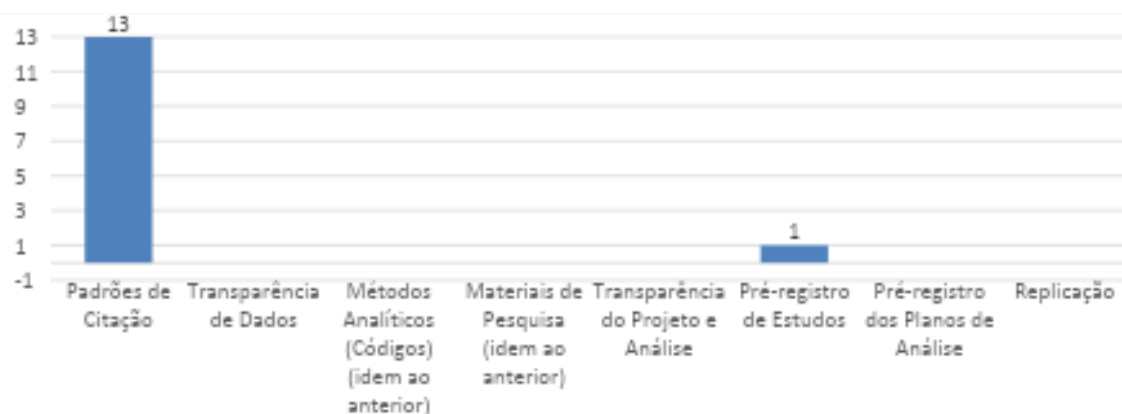 13
13
11
9
7
5
3
1
1
-1
Padrões de
Citação
Transparência
de Dados
Métodos
Analíticos
(Códigos)
(idem ao
anterior)
Materiais de
Pesquisa
(idem ao
anterior)
Transparência
do Projeto e
Análise
Pré-registro
de Estudos
Pré-registro
dos Planos de
Análise
Replicação